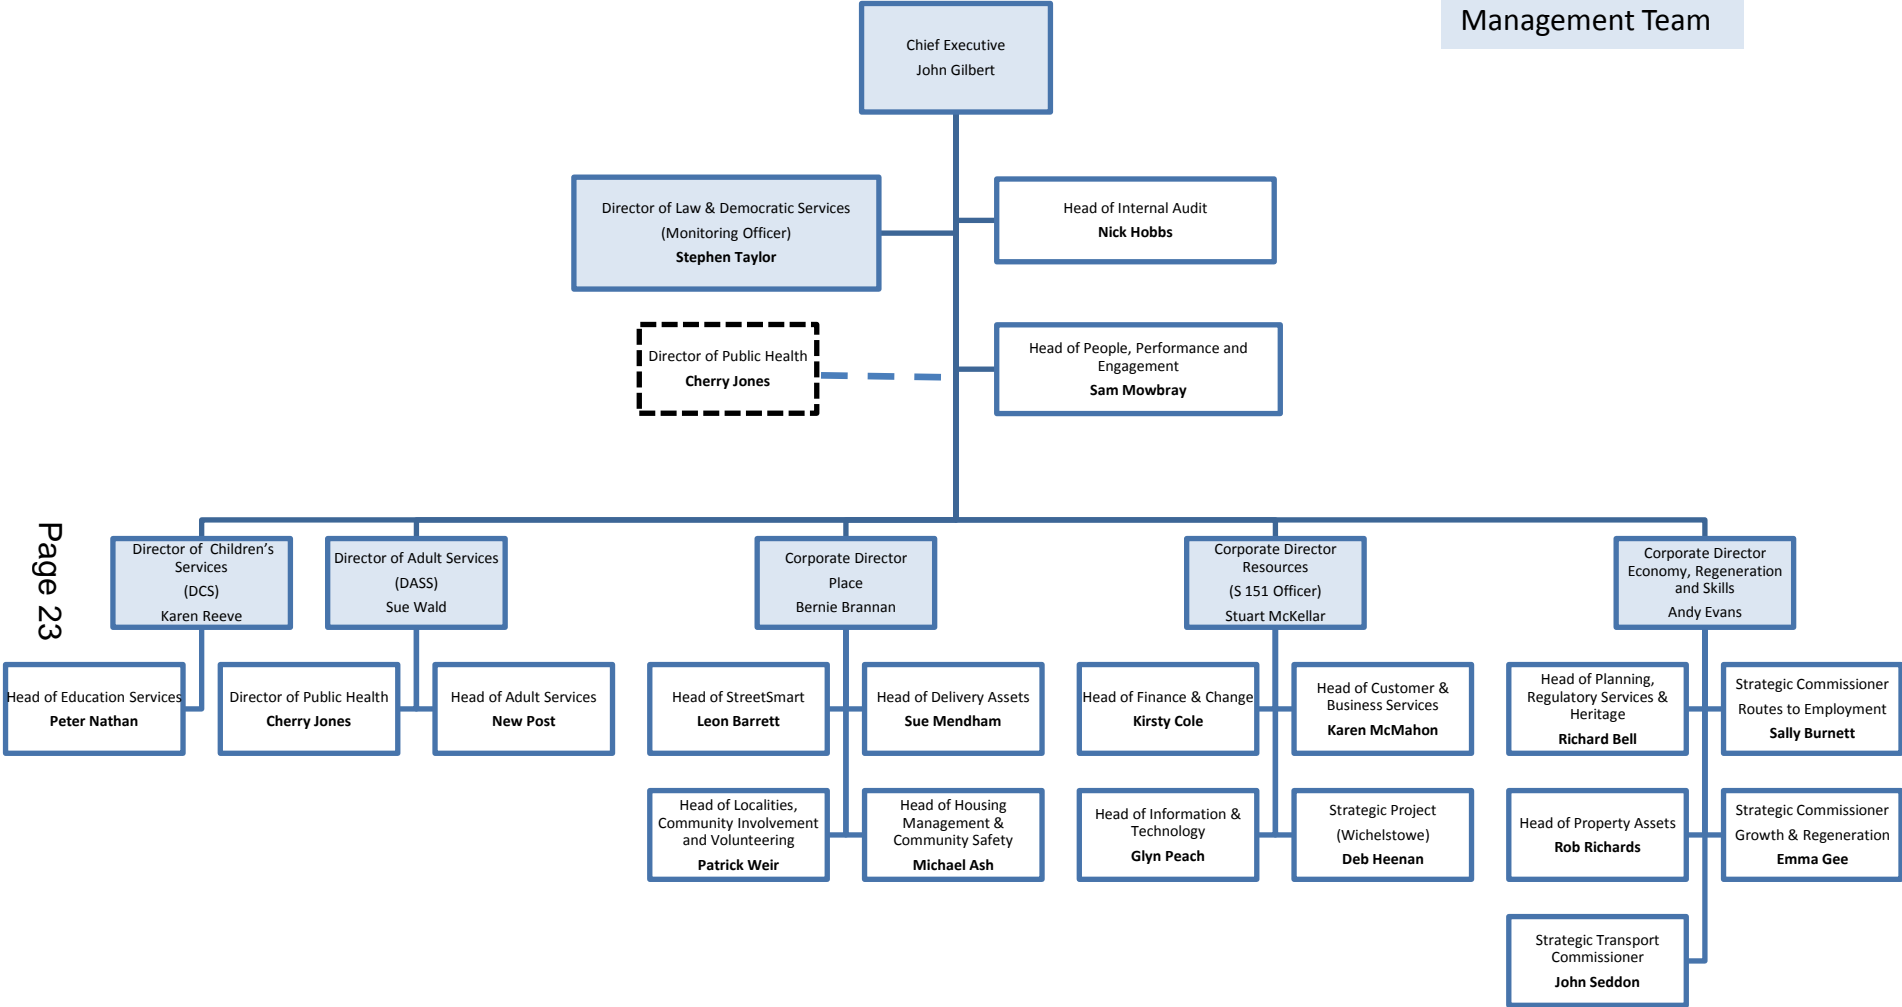 Management Team
Chief Executive
John Gilbert
Director of Law & Democratic Services
(Monitoring Officer)
Stephen Taylor
Head of Internal Audit
Nick Hobbs
Director of Public Health
Cherry Jones
Head of People, Performance and
Engagement
Sam Mowbray
Page 23
Director of Children's
Services
(DCS)
Karen Reeve
Director of Adult Services
(DASS)
Sue Wald
Corporate Director
Place
Bernie Brannan
Corporate Director
Resources
(S 151 Officer)
Stuart McKellar
Corporate Director
Economy, Regeneration
and Skills
Andy Evans
Head of Education Services
Peter Nathan
Director of Public Health
Cherry Jones
Head of Adult Services
New Post
Head of StreetSmart
Leon Barrett
Head of Delivery Assets
Sue Mendham
Head of Finance & Change
Kirsty Cole
Head of Customer &
Business Services
Karen McMahon
Head of Planning,
Regulatory Services &
Heritage
Richard Bell
Strategic Commissioner
Routes to Employment
Sally Burnett
Head of Localities,
Community Involvement
and Volunteering
Patrick Weir
Head of Housing
Management &
Community Safety
Michael Ash
Head of Information &
Technology
Glyn Peach
Strategic Project
(Wichelstowe)
Deb Heenan
Head of Property Assets
Rob Richards
Strategic Commissioner
Growth & Regeneration
Emma Gee
Strategic Transport
Commissioner
John Seddon